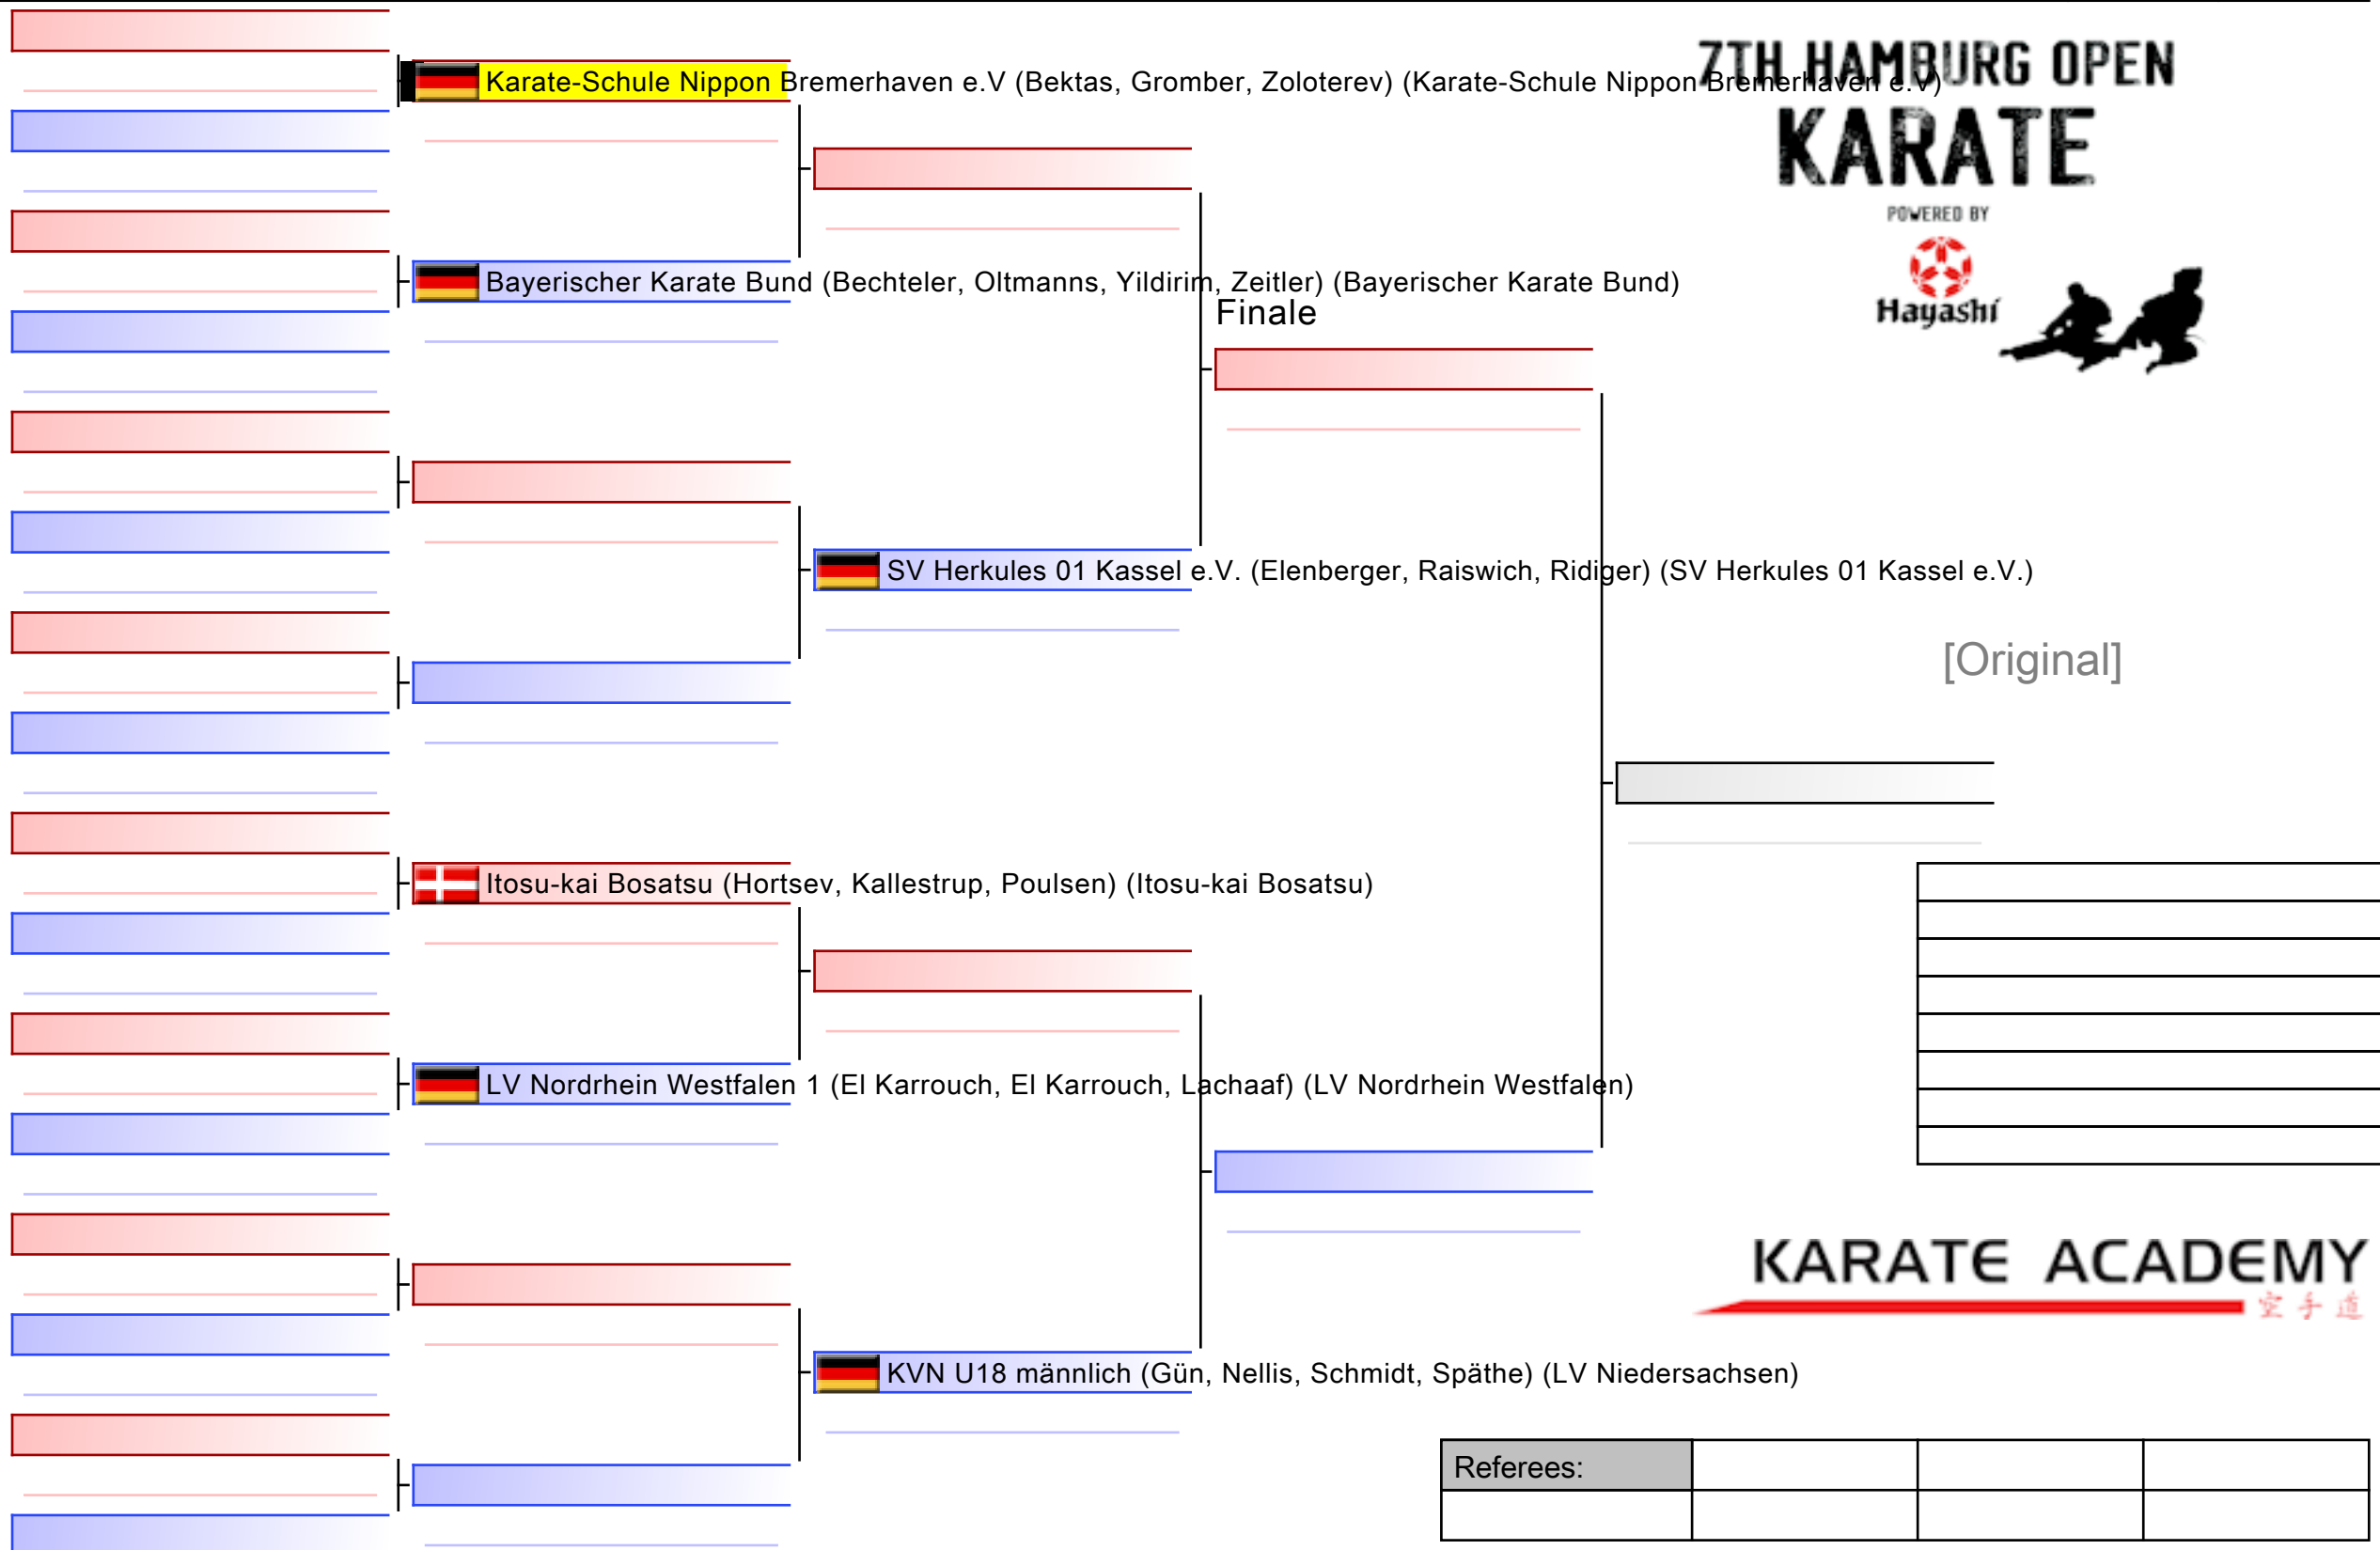 7TH HAMBURG OPEN
Karate-Schule Nippon Bremerhaven e.V (Bektas, Gromber, Zoloterev) (Karate-Schule Nippon Bremerhaven e.V)
KARATE
POWERED BY
Hayashi
Bayerischer Karate Bund (Bechteler, Oltmanns, Yildirim, Zeitler) (Bayerischer Karate Bund)
Finale
SV Herkules 01 Kassel e.V. (Elenberger, Raiswich, Ridiger) (SV Herkules 01 Kassel e.V.)
[Original]
Itosu-kai Bosatsu (Hortsev, Kallestrup, Poulsen) (Itosu-kai Bosatsu)
LV Nordrhein Westfalen 1 (El Karrouch, El Karrouch, Lachaaf) (LV Nordrhein Westfalen)
KARATE ACADEMY
空手道
KVN U18 männlich (Gün, Nellis, Schmidt, Späthe) (LV Niedersachsen)
Referees: